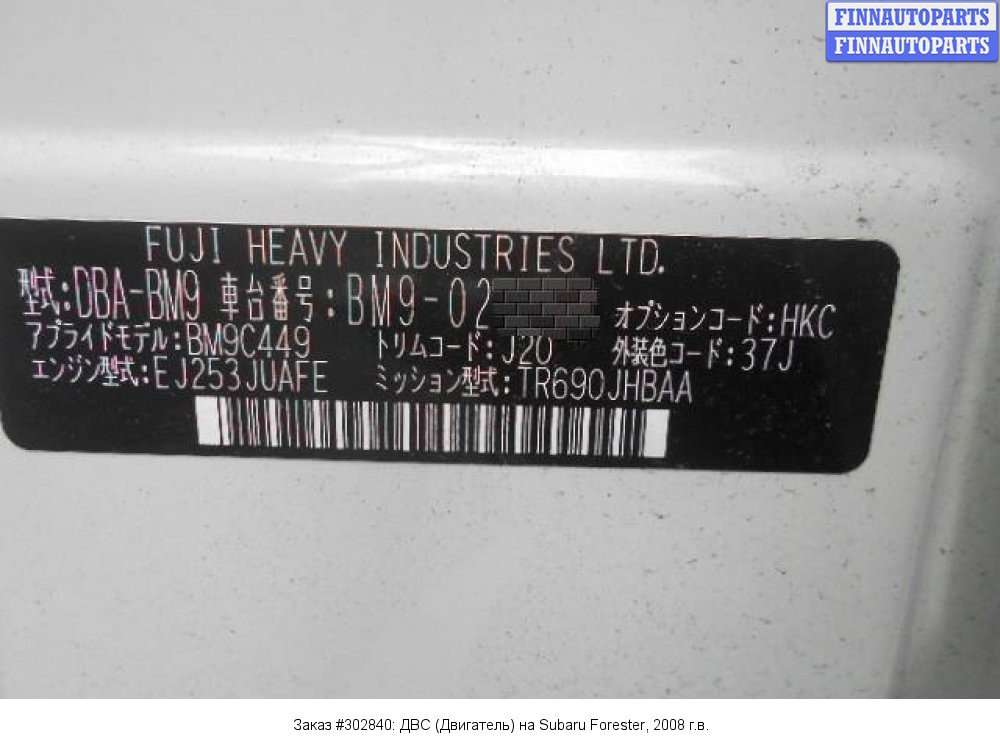 FINNAUTOPARTS
FINNAUTOPARTS
FUJI HEAVY INDUSTRIES LTD.
型式:DBA-BM9 車台番号:BM9-02
オプションコード:HKC
アプライドモデル:BM9C449 トリムコード:J20 外装色コード:37J
エンジン型式:EJ253JUAFE ミッション型式:TR690JHBAA
Заказ #302840: ДВС (Двигатель) на Subaru Forester, 2008 г.в.